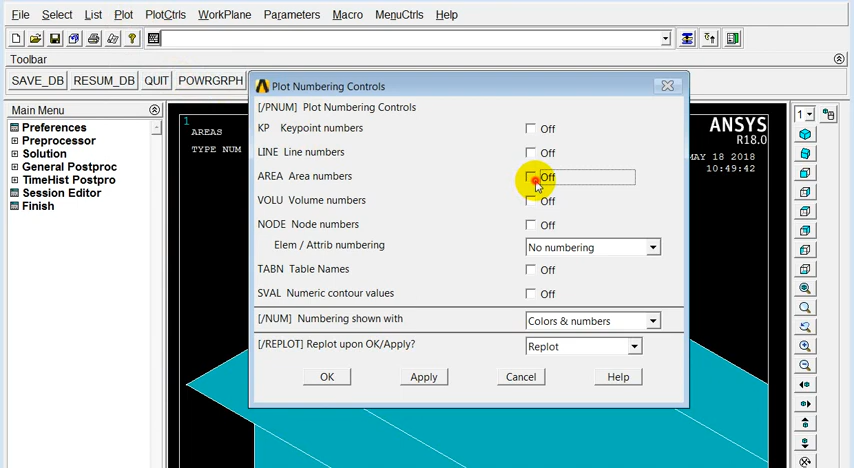 File Select List Plot PlotCtrls WorkPlane Parameters Macro MenuCtrls Help
Toolbar
SAVE_DB RESUM_DB QUIT POWRGRPH
Main Menu
Preferences
Preprocessor
Solution
General Postproc
TimeHist Postpro
Session Editor
Finish
1
AREAS
TYPE NUM
Plot Numbering Controls
[/PNUM] Plot Numbering Controls
KP Keypoint numbers Off
LINE Line numbers Off
AREA Area numbers Off
VOLU Volume numbers Off
NODE Node numbers Off
Elem / Attrib numbering No numbering
TABN Table Names Off
SVAL Numeric contour values Off
[/NUM] Numbering shown with Colors & numbers
[/REPLOT] Replot upon OK/Apply? Replot
OK Apply Cancel Help
ANSYS
R18.0
MAY 18 2018
10:49:42
1